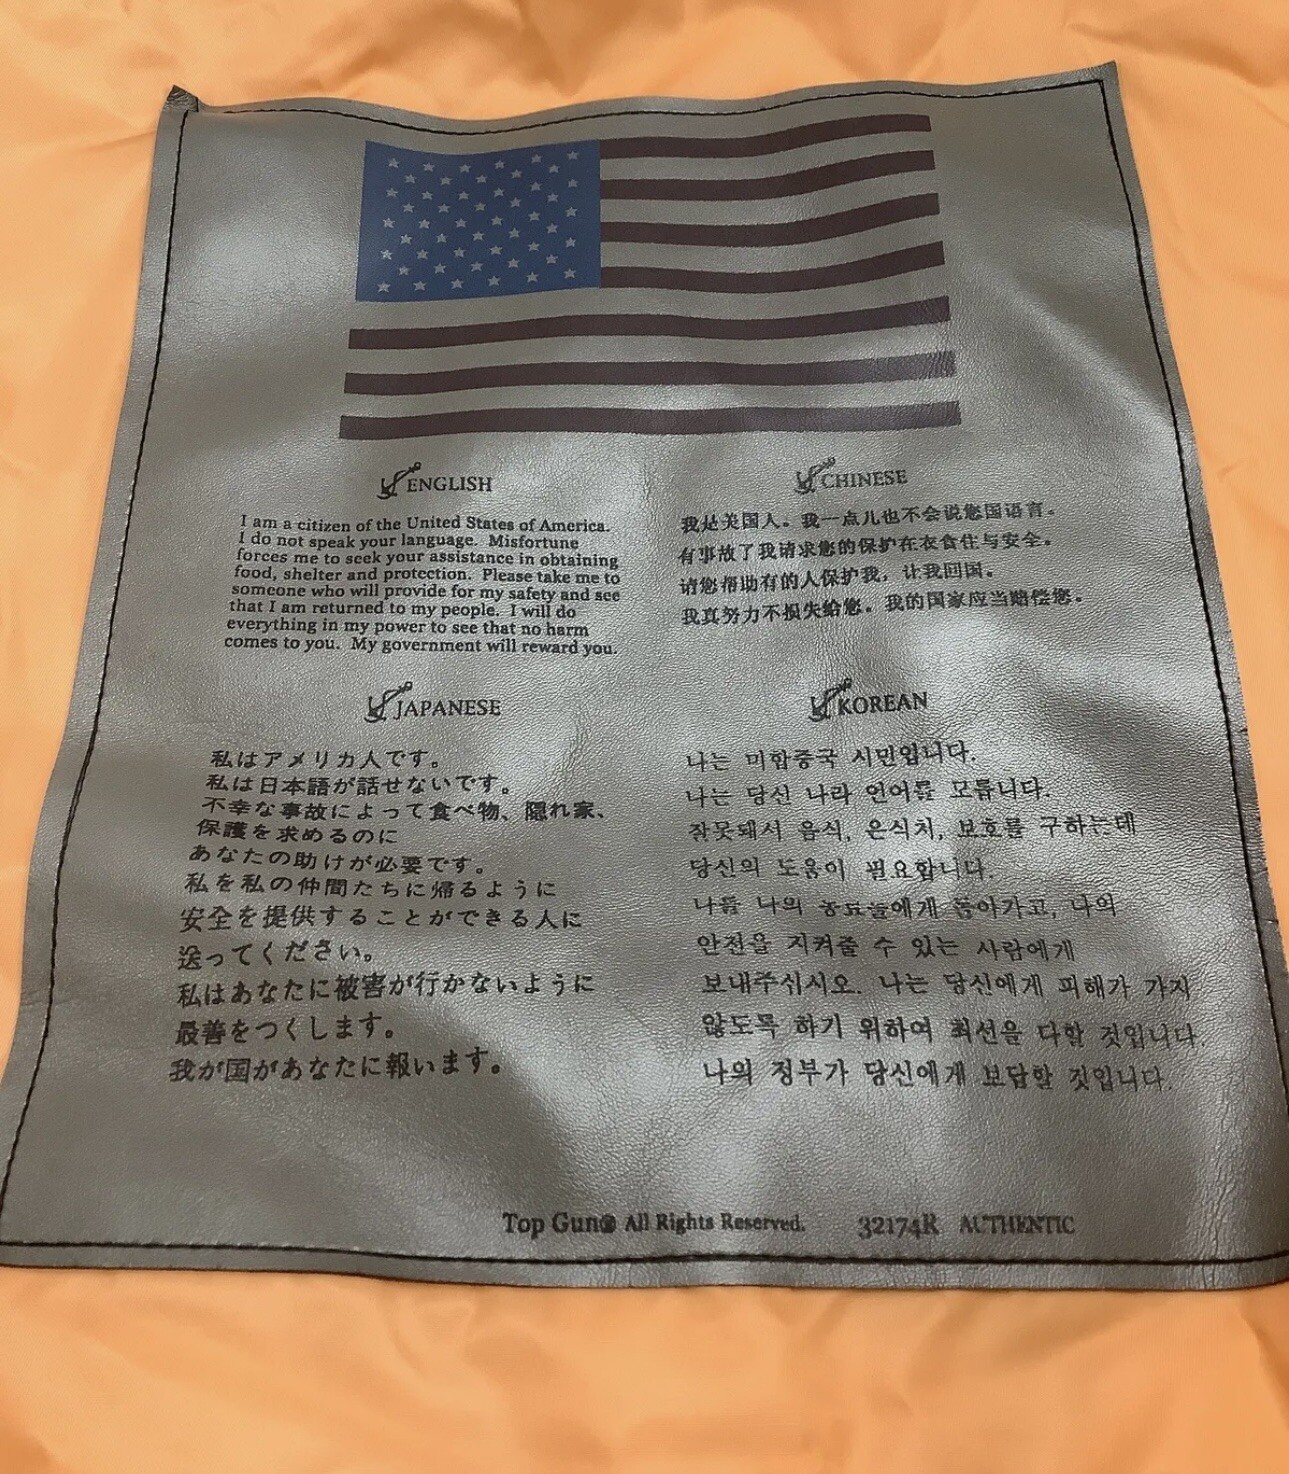 ENGLISH
I am a citizen of the United States of America.
I do not speak your language. Misfortune
forces me to seek your assistance in obtaining
food, shelter and protection. Please take me to
someone who will provide for my safety and see
that I am returned to my people. I will do
everything in my power to see that no harm
comes to you. My government will reward you.
CHINESE
我是美国人。我一点儿也不会说您国语言。
有事故了我请求您的保护在衣食住与安全。
请您帮助有的人保护我，让我回国。
我真努力不损失给您。我的国家应当赔偿您。
JAPANESE
私はアメリカ人です。
私は日本語が話せないです。
不幸な事故によって食べ物、隠れ家、
保護を求めるのに
あなたの助けが必要です。
私を私の仲間たちに帰るように
安全を提供することができる人に
送ってください。
私はあなたに被害が行かないように
最善をつくします。
我が国があなたに報います。
KOREAN
나는 미합중국 시민입니다.
나는 당신 나라 언어를 모릅니다.
잘못돼서 음식, 은식처, 보호를 구하는데
당신의 도움이 필요합니다.
나를 나의 동료들에게 돌아가고, 나의
안전을 지켜줄 수 있는 사람에게
보내주십시오. 나는 당신에게 피해가 가지
않도록 하기 위하여 최선을 다할 것입니다.
나의 정부가 당신에게 보답할 것입니다.
Top Gun® All Rights Reserved. 32174R AUTHENTIC